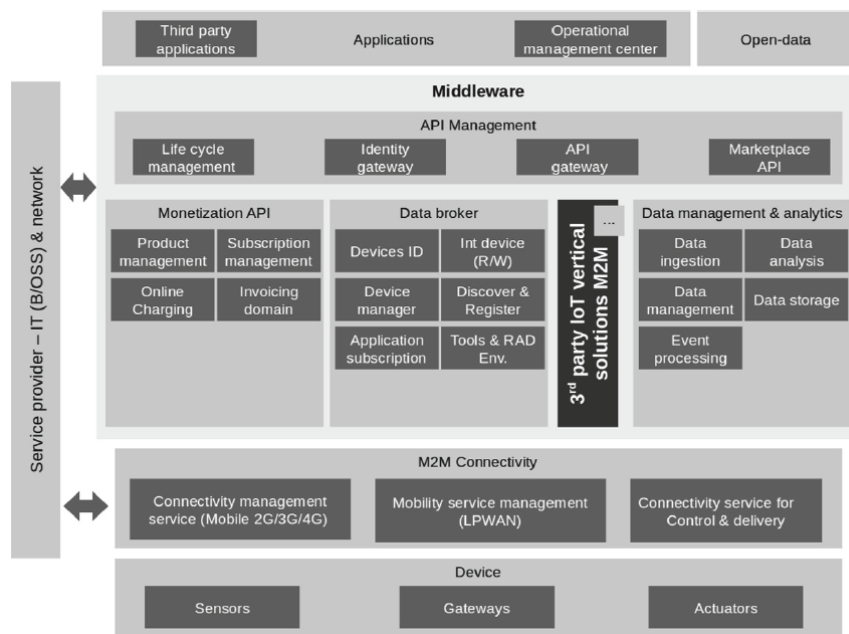 Third party
applications
Applications
Operational
management center
Open-data
Service provider – IT (B/OSS) & network
Middleware
API Management
Life cycle
management
Identity
gateway
API
gateway
Marketplace
API
Monetization API
Product
management
Subscription
management
Online
Charging
Invoicing
domain
Data broker
Devices ID
Int device
(R/W)
Device
manager
Discover &
Register
Application
subscription
Tools & RAD
Env.
...
3rd party IoT vertical
solutions M2M
Data management & analytics
Data
ingestion
Data
analysis
Data
management
Data storage
Event
processing
M2M Connectivity
Connectivity management
service (Mobile 2G/3G/4G)
Mobility service management
(LPWAN)
Connectivity service for
Control & delivery
Device
Sensors
Gateways
Actuators